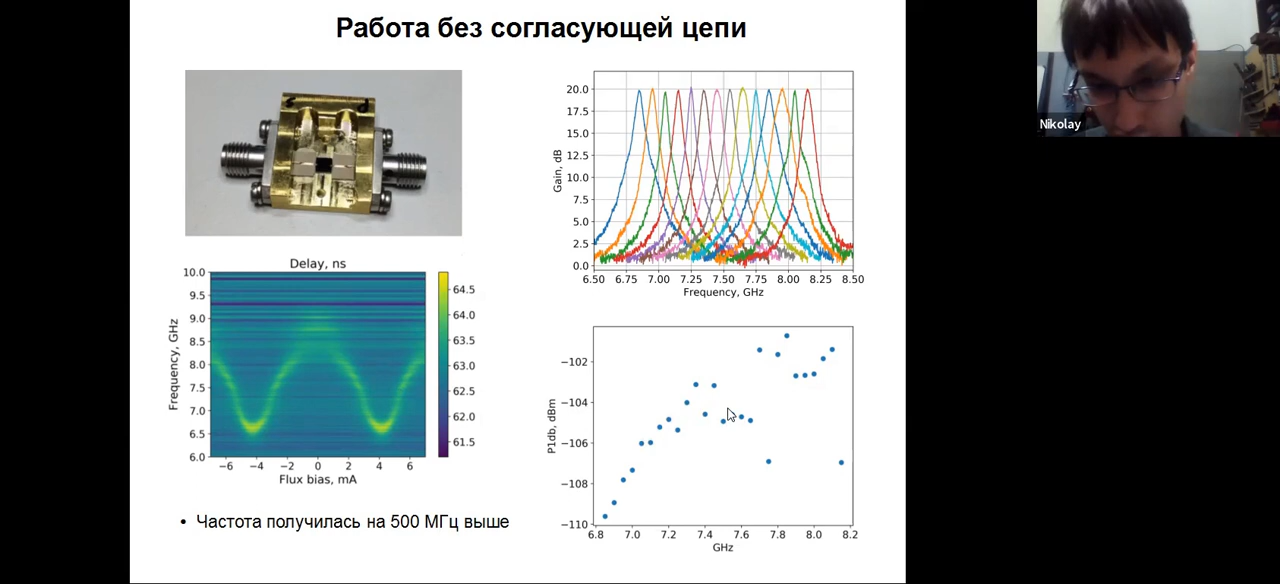 Работа без согласующей цепи
Nikolay
20.0
17.5
15.0
12.5
10.0
7.5
5.0
2.5
0.0
Gain, dB
6.50 6.75 7.00 7.25 7.50 7.75 8.00 8.25 8.50
Frequency, GHz
Delay, ns
10.0
9.5
9.0
8.5
8.0
7.5
7.0
6.5
6.0
Frequency, GHz
−6 −4 −2 0 2 4 6
Flux bias, mA
64.5
64.0
63.5
63.0
62.5
62.0
61.5
−102
−104
−106
−108
−110
P1db, dBm
6.8 7.0 7.2 7.4 7.6 7.8 8.0 8.2
GHz
• Частота получилась на 500 МГц выше